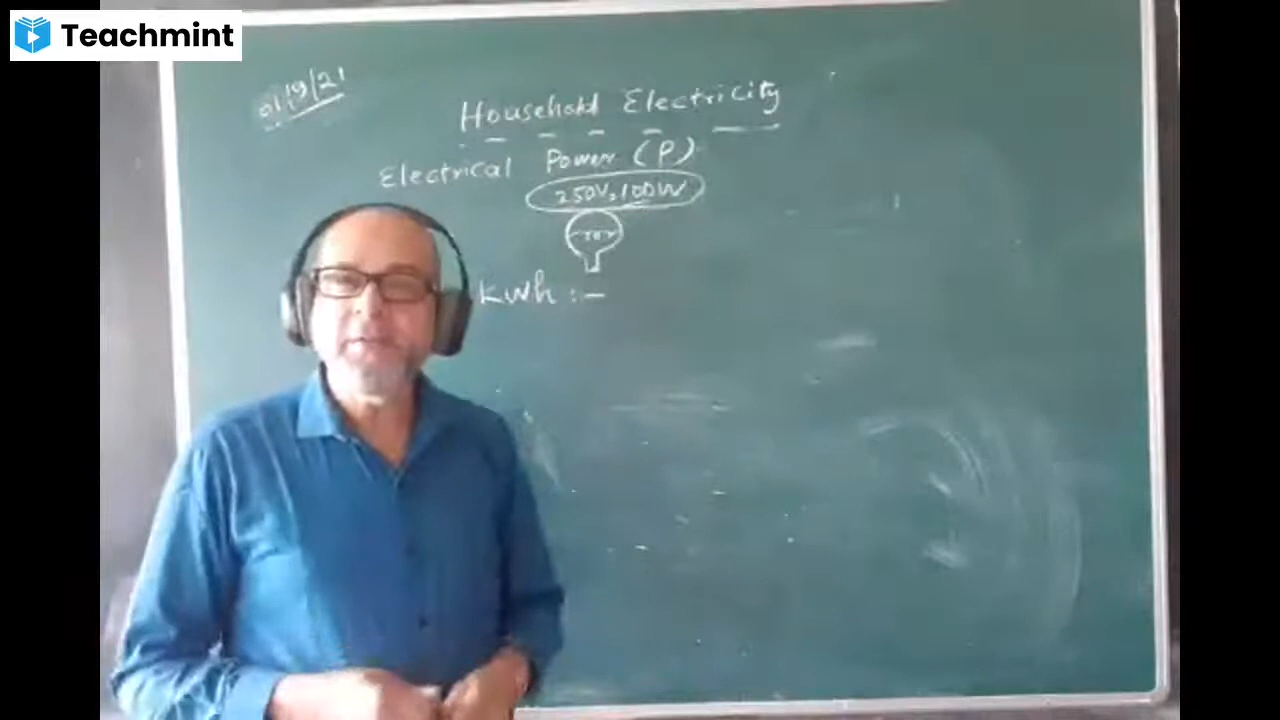 Teachmint
01/9/21
Household Electricity
Electrical Power (P)
250V, 100W
kwh :-